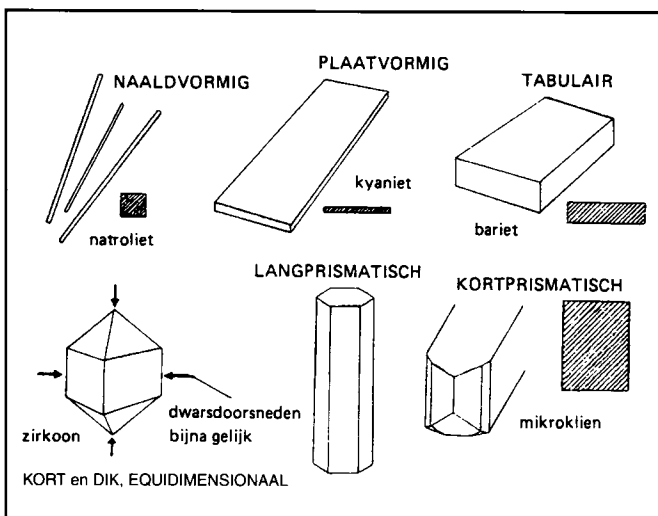 NAALDVORMIG
PLAATVORMIG
TABULAIR
natroliet
kyaniet
bariet
LANGPRISMATISCH
KORTPRISMATISCH
zirkoon
dwarsdoorsneden
bijna gelijk
mikroklien
KORT en DIK, EQUIDIMENSIONAAL